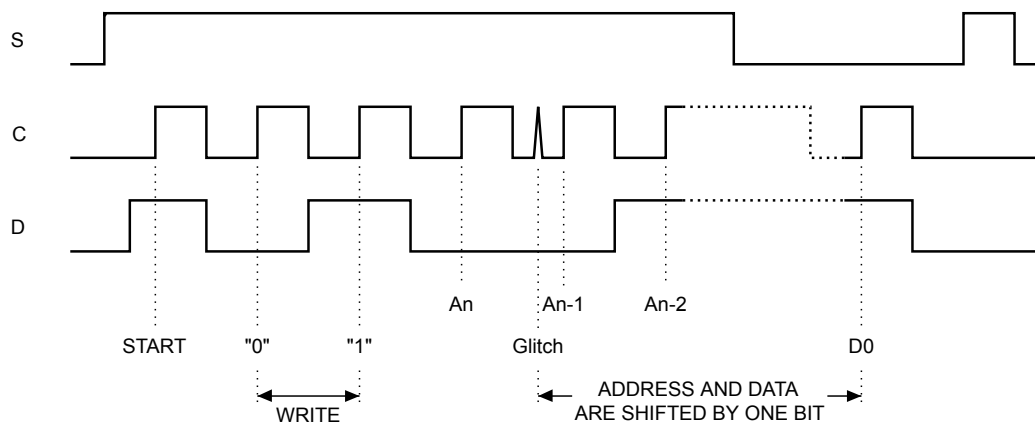 S
C
D
An
An-1
An-2
START
"0"
"1"
Glitch
D0
WRITE
ADDRESS AND DATA
ARE SHIFTED BY ONE BIT